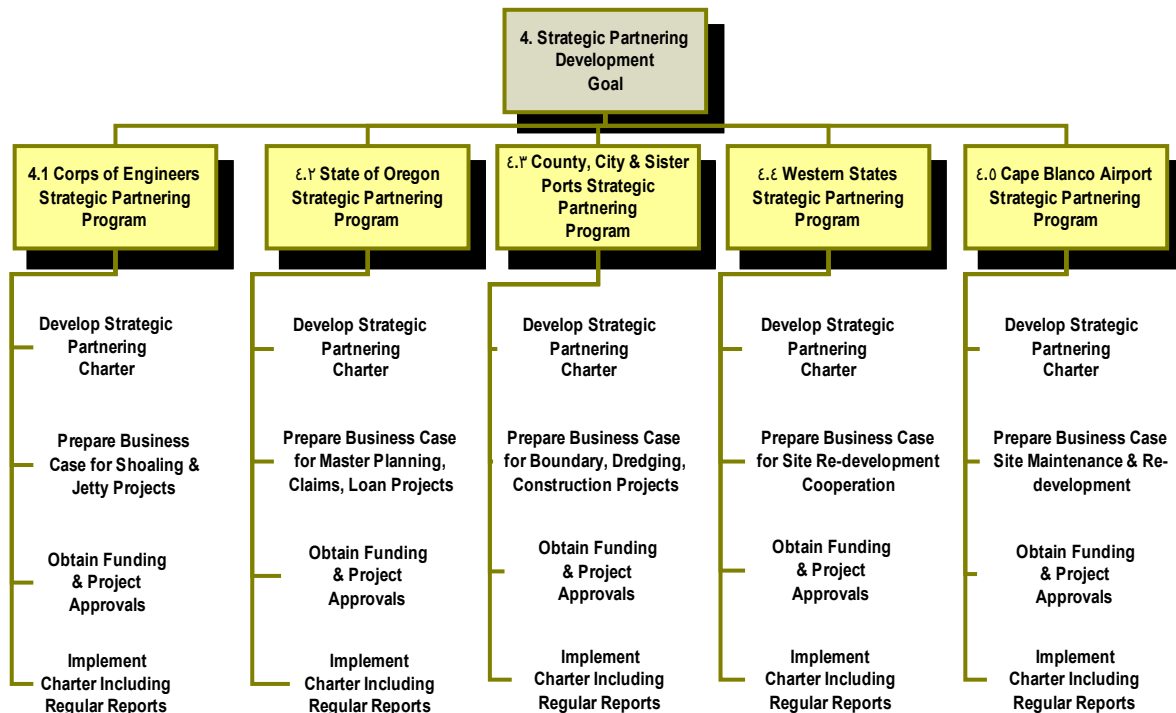 4. Strategic Partnering
Development
Goal
4.1 Corps of Engineers
Strategic Partnering
Program
٤.٢ State of Oregon
Strategic Partnering
Program
٤.٣ County, City & Sister
Ports Strategic
Partnering
Program
٤.٤ Western States
Strategic Partnering
Program
٤.٥ Cape Blanco Airport
Strategic Partnering
Program
Develop Strategic
Partnering
Charter
Prepare Business
Case for Shoaling &
Jetty Projects
Obtain Funding
& Project
Approvals
Implement
Charter Including
Regular Reports
Develop Strategic
Partnering
Charter
Prepare Business Case
for Master Planning,
Claims, Loan Projects
Obtain Funding
& Project
Approvals
Implement
Charter Including
Regular Reports
Develop Strategic
Partnering
Charter
Prepare Business Case
for Boundary, Dredging,
Construction Projects
Obtain Funding
& Project
Approvals
Implement
Charter Including
Regular Reports
Develop Strategic
Partnering
Charter
Prepare Business Case
for Site Re-development
Cooperation
Obtain Funding
& Project
Approvals
Implement
Charter Including
Regular Reports
Develop Strategic
Partnering
Charter
Prepare Business Case
Site Maintenance & Re-
development
Obtain Funding
& Project
Approvals
Implement
Charter Including
Regular Reports